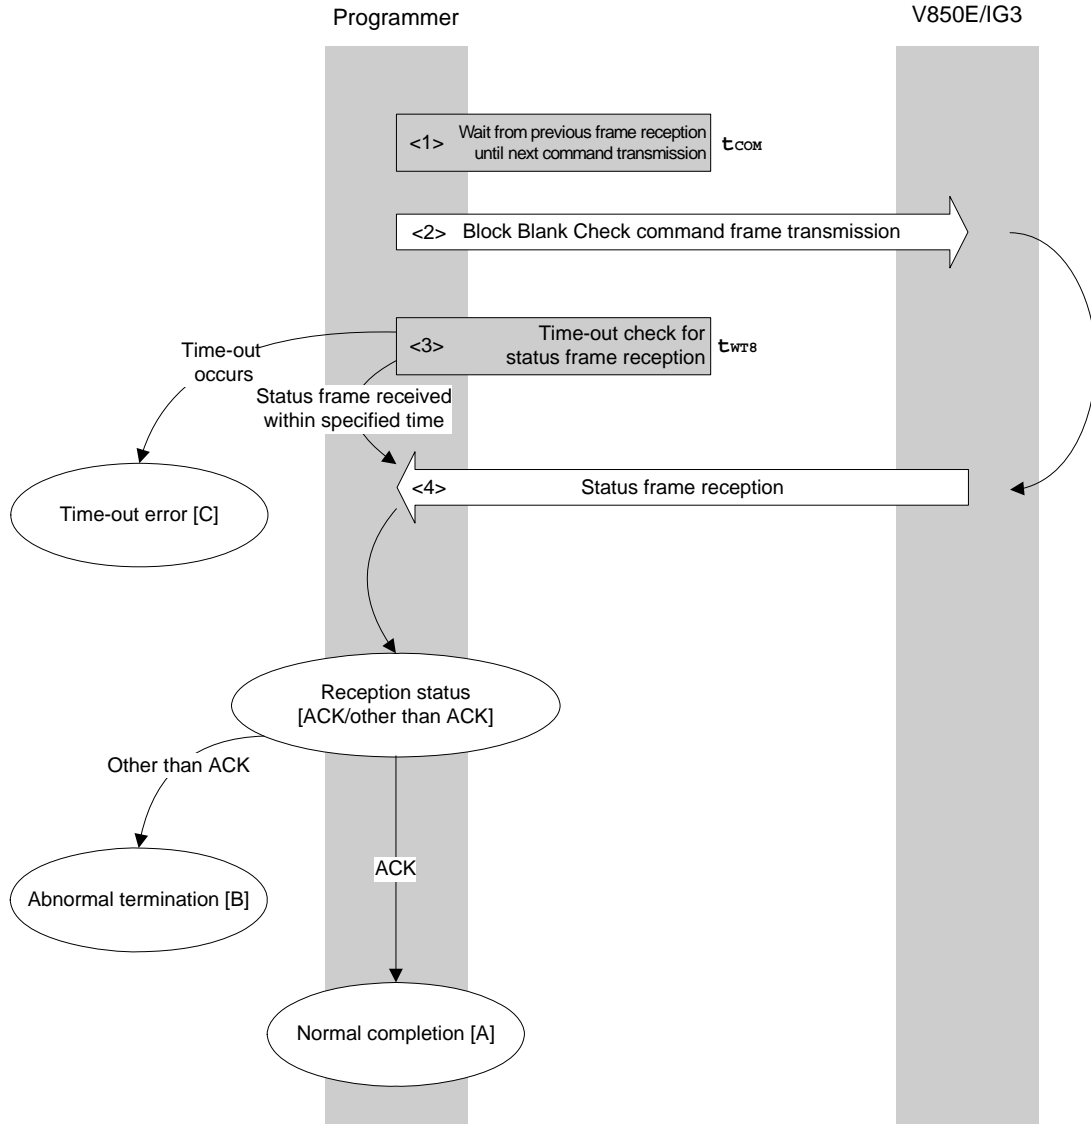 Programmer
V850E/IG3
<1> Wait from previous frame reception
until next command transmission
tCOM
<2> Block Blank Check command frame transmission
<3> Time-out check for
status frame reception
tWT8
Time-out
occurs
Status frame received
within specified time
<4> Status frame reception
Time-out error [C]
Reception status
[ACK/other than ACK]
Other than ACK
ACK
Abnormal termination [B]
Normal completion [A]